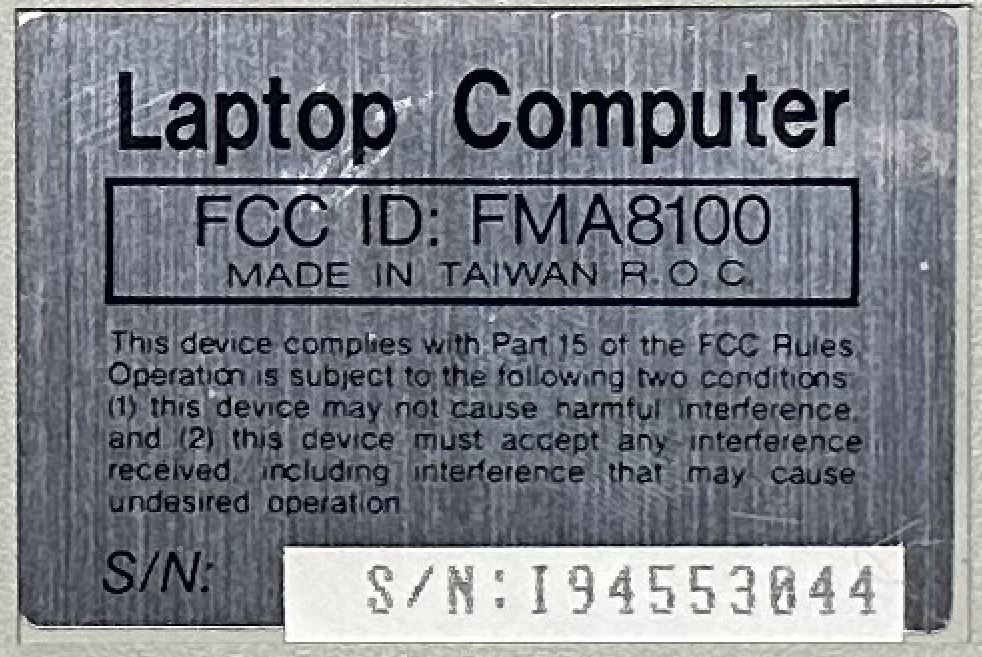 Laptop Computer
FCC ID: FMA8100
MADE IN TAIWAN R.O.C.
This device complies with Part 15 of the FCC Rules.
Operation is subject to the following two conditions:
(1) this device may not cause harmful interference,
and (2) this device must accept any interference
received, including interference that may cause
undesired operation.
S/N: S/N:I94553044